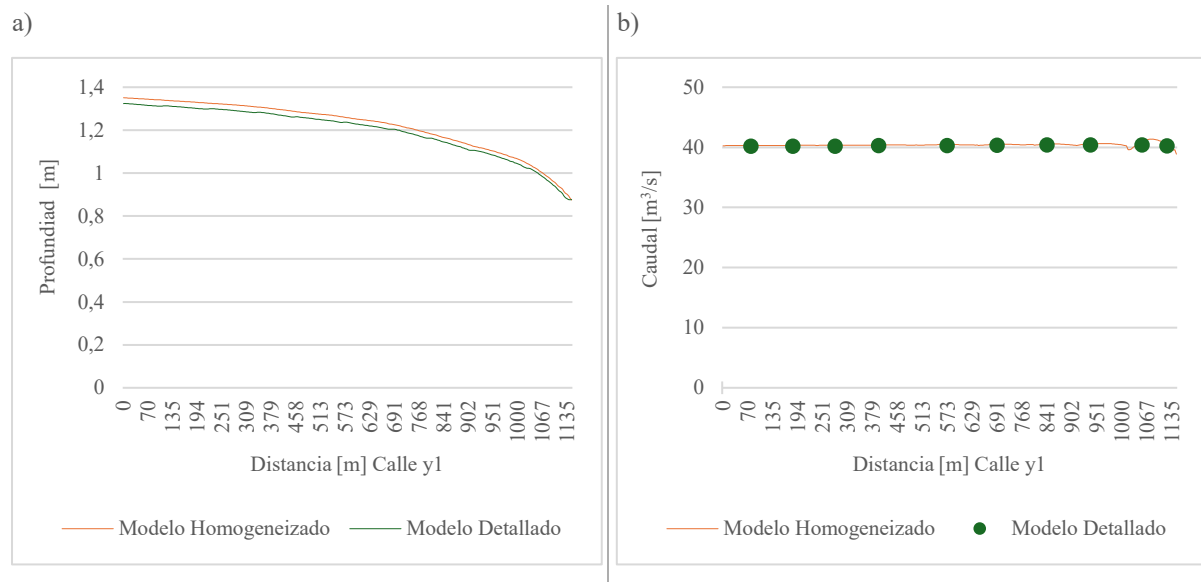 a)
1,4
1,2
1
0,8
0,6
0,4
0,2
0
Profundiad [m]
0 70 135 194 251 309 379 458 513 573 629 691 768 841 902 951 1000 1067 1135
Distancia [m] Calle y1
Modelo Homogeneizado Modelo Detallado
b)
50
40
30
20
10
0
Caudal [m³/s]
0 70 135 194 251 309 379 458 513 573 629 691 768 841 902 951 1000 1067 1135
Distancia [m] Calle y1
Modelo Homogeneizado Modelo Detallado